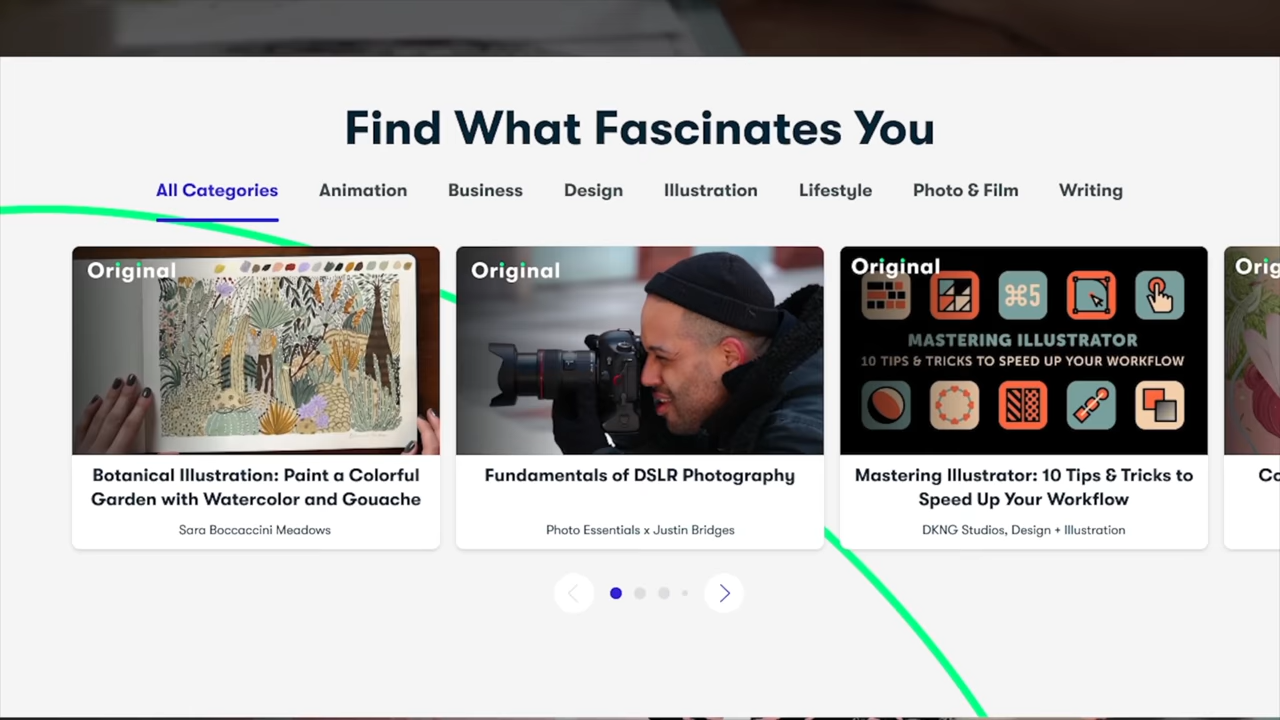 Find What Fascinates You
All Categories Animation Business Design Illustration Lifestyle Photo & Film Writing
Original
Botanical Illustration: Paint a Colorful
Garden with Watercolor and Gouache
Sara Boccaccini Meadows
Original
Fundamentals of DSLR Photography
Photo Essentials x Justin Bridges
Original
⌘5
MASTERING ILLUSTRATOR
10 TIPS & TRICKS TO SPEED UP YOUR WORKFLOW
Mastering Illustrator: 10 Tips & Tricks to
Speed Up Your Workflow
DKNG Studios, Design + Illustration